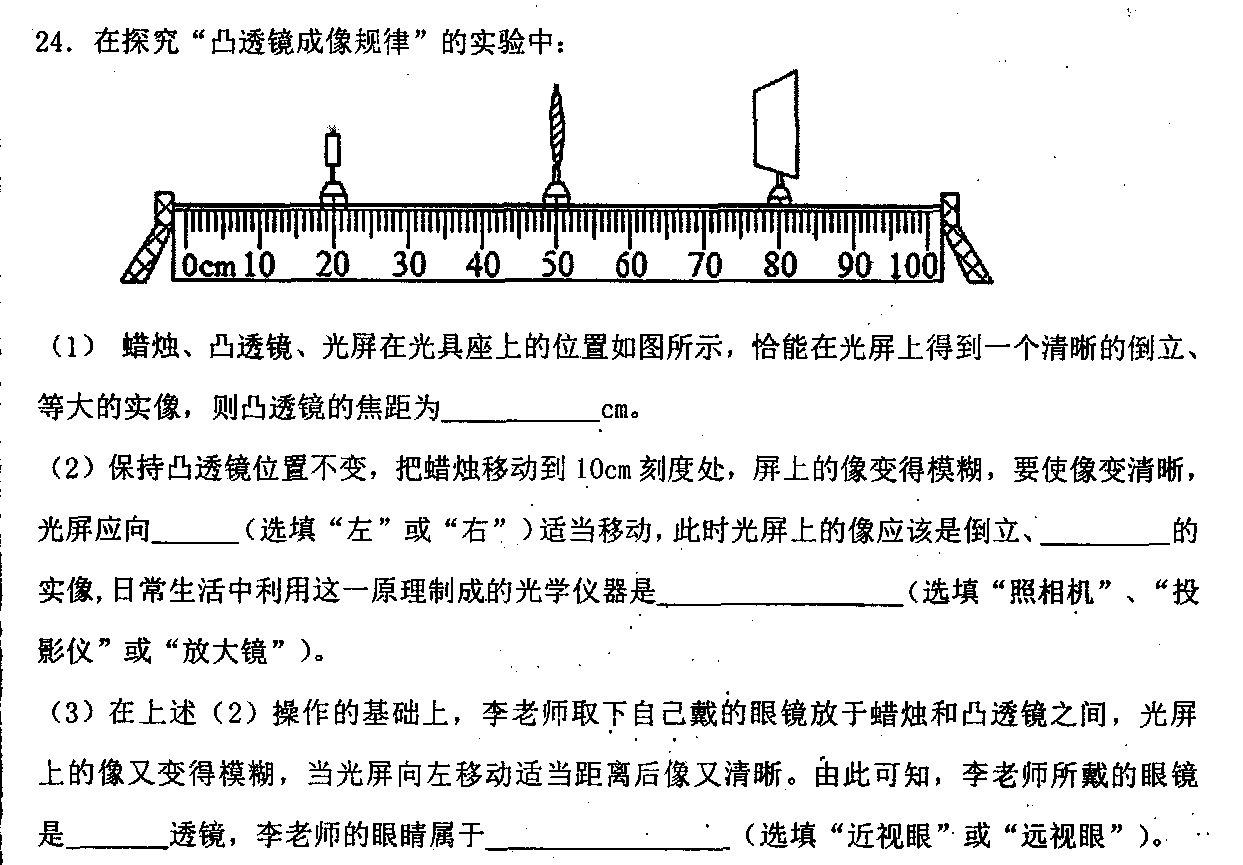 24. 在探究“凸透镜成像规律”的实验中：
0cm 10 20 30 40 50 60 70 80 90 100
（1） 蜡烛、凸透镜、光屏在光具座上的位置如图所示，恰能在光屏上得到一个清晰的倒立、
等大的实像，则凸透镜的焦距为__________cm。
（2）保持凸透镜位置不变，把蜡烛移动到 10cm 刻度处，屏上的像变得模糊，要使像变清晰，
光屏应向______（选填“左”或“右”）适当移动，此时光屏上的像应该是倒立、________的
实像，日常生活中利用这一原理制成的光学仪器是________________（选填“照相机”、“投
影仪”或“放大镜”）。
（3）在上述（2）操作的基础上，李老师取下自己戴的眼镜放于蜡烛和凸透镜之间，光屏
上的像又变得模糊，当光屏向左移动适当距离后像又清晰。由此可知，李老师所戴的眼镜
是_______透镜，李老师的眼睛属于________________（选填“近视眼”或“远视眼”）。